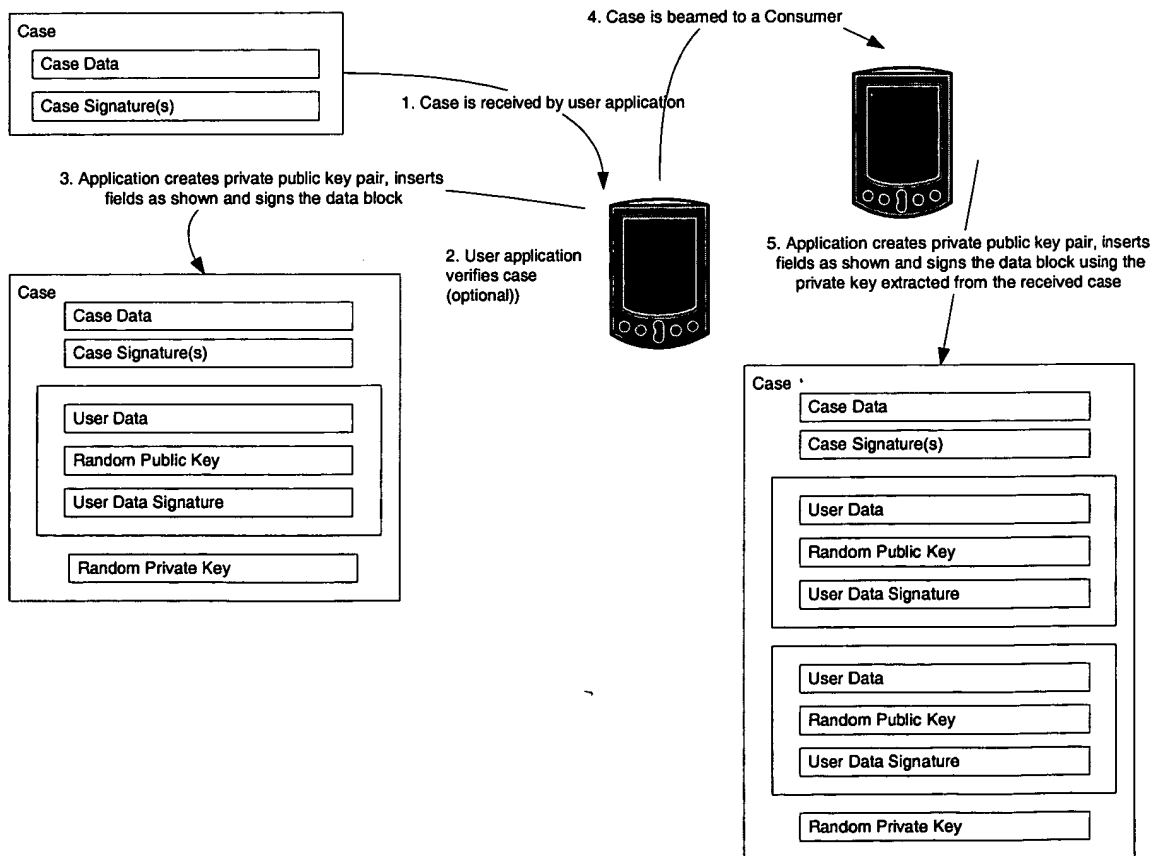 Case
Case Data
Case Signature(s)
1. Case is received by user application
4. Case is beamed to a Consumer
3. Application creates private public key pair, inserts
fields as shown and signs the data block
2. User application
verifies case
(optional))
5. Application creates private public key pair, inserts
fields as shown and signs the data block using the
private key extracted from the received case
Case
Case Data
Case Signature(s)
User Data
Random Public Key
User Data Signature
Random Private Key
Case
Case Data
Case Signature(s)
User Data
Random Public Key
User Data Signature
User Data
Random Public Key
User Data Signature
Random Private Key